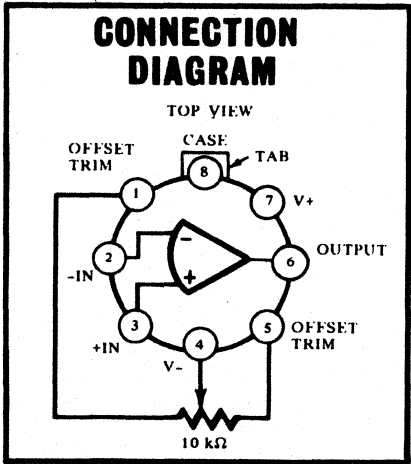 CONNECTION
DIAGRAM
TOP VIEW
CASE
TAB
OFFSET
TRIM
8
1
7
V+
2
-
6
OUTPUT
-IN
+
3
5
OFFSET
TRIM
+IN
4
V-
10 kΩ